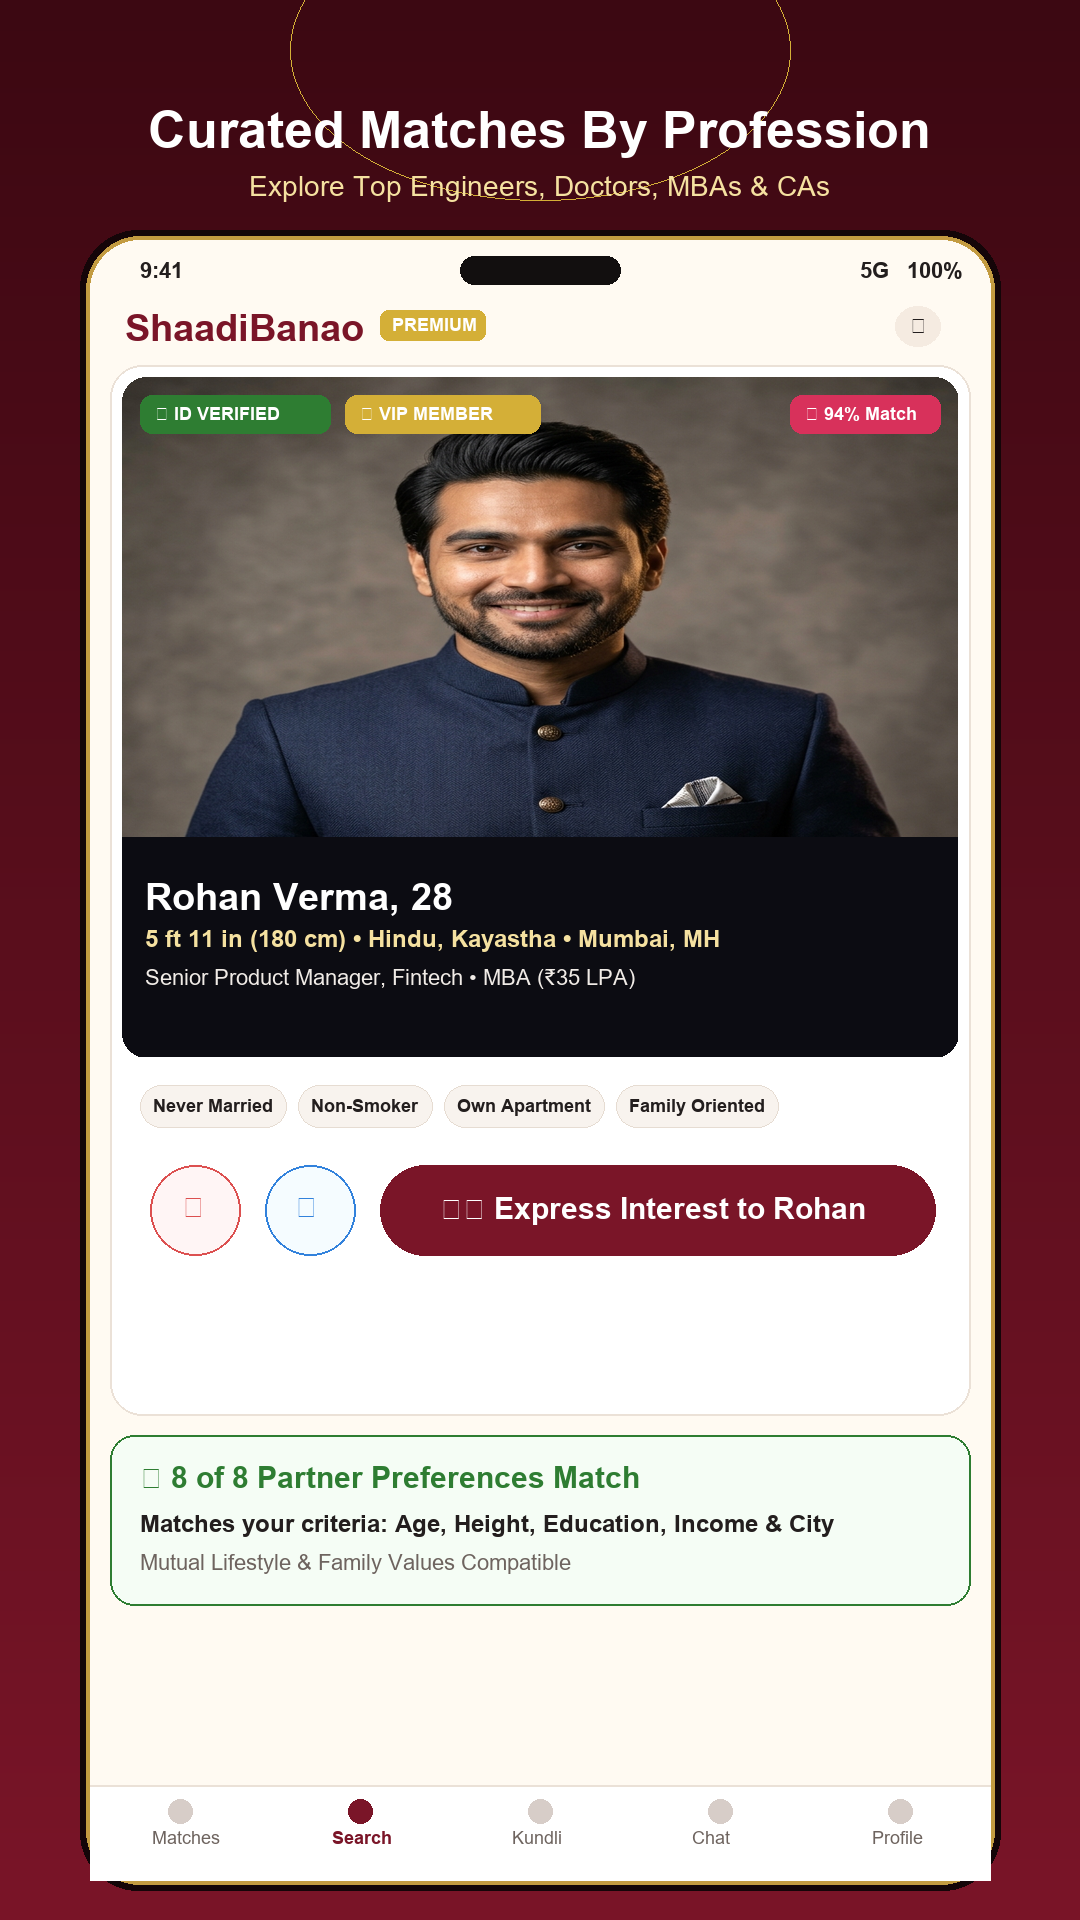 Curated Matches By Profession
Explore Top Engineers, Doctors, MBAs & CAs
9:41
5G 100%
ShaadiBanao PREMIUM
ID VERIFIED
VIP MEMBER
94% Match
Rohan Verma, 28
5 ft 11 in (180 cm) • Hindu, Kayastha • Mumbai, MH
Senior Product Manager, Fintech • MBA (₹35 LPA)
Never Married
Non-Smoker
Own Apartment
Family Oriented
Express Interest to Rohan
8 of 8 Partner Preferences Match
Matches your criteria: Age, Height, Education, Income & City
Mutual Lifestyle & Family Values Compatible
Matches
Search
Kundli
Chat
Profile